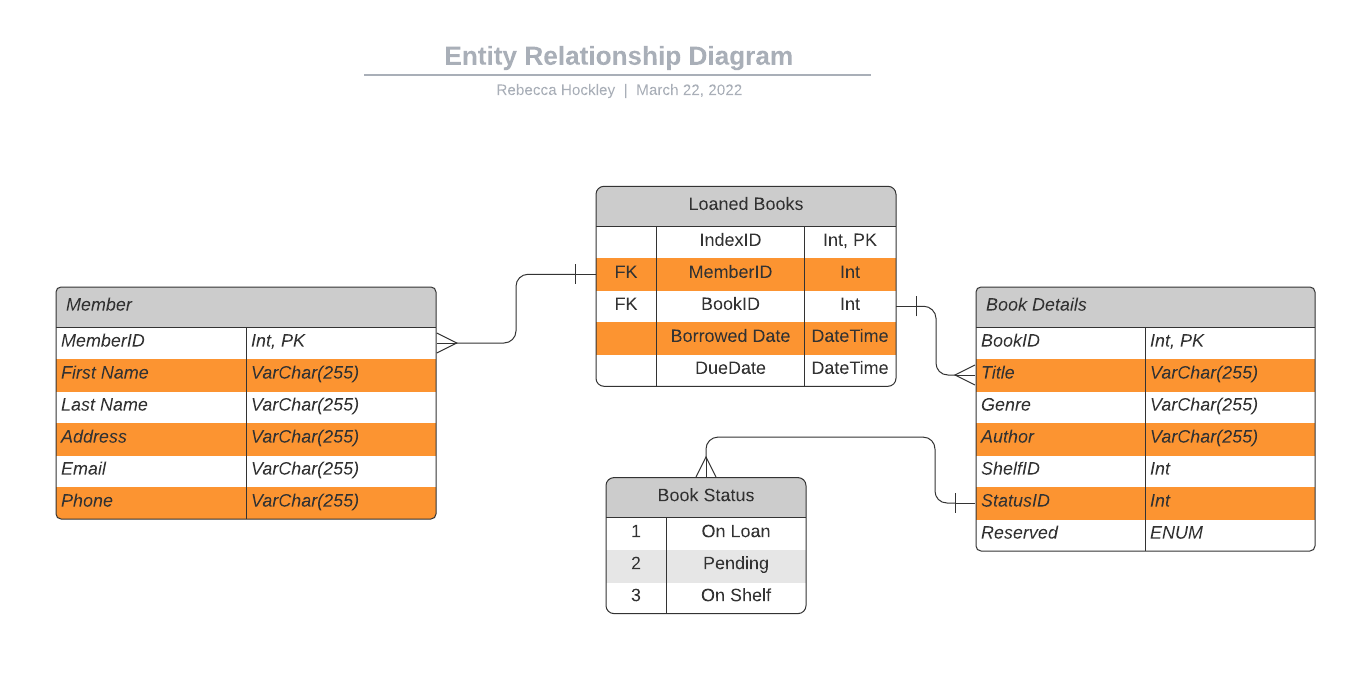 Entity Relationship Diagram
Rebecca Hockley | March 22, 2022
Loaned Books
IndexID Int, PK
FK MemberID Int
FK BookID Int
Borrowed Date DateTime
DueDate DateTime
Member
MemberID Int, PK
First Name VarChar(255)
Last Name VarChar(255)
Address VarChar(255)
Email VarChar(255)
Phone VarChar(255)
Book Details
BookID Int, PK
Title VarChar(255)
Genre VarChar(255)
Author VarChar(255)
ShelfID Int
StatusID Int
Reserved ENUM
Book Status
1 On Loan
2 Pending
3 On Shelf